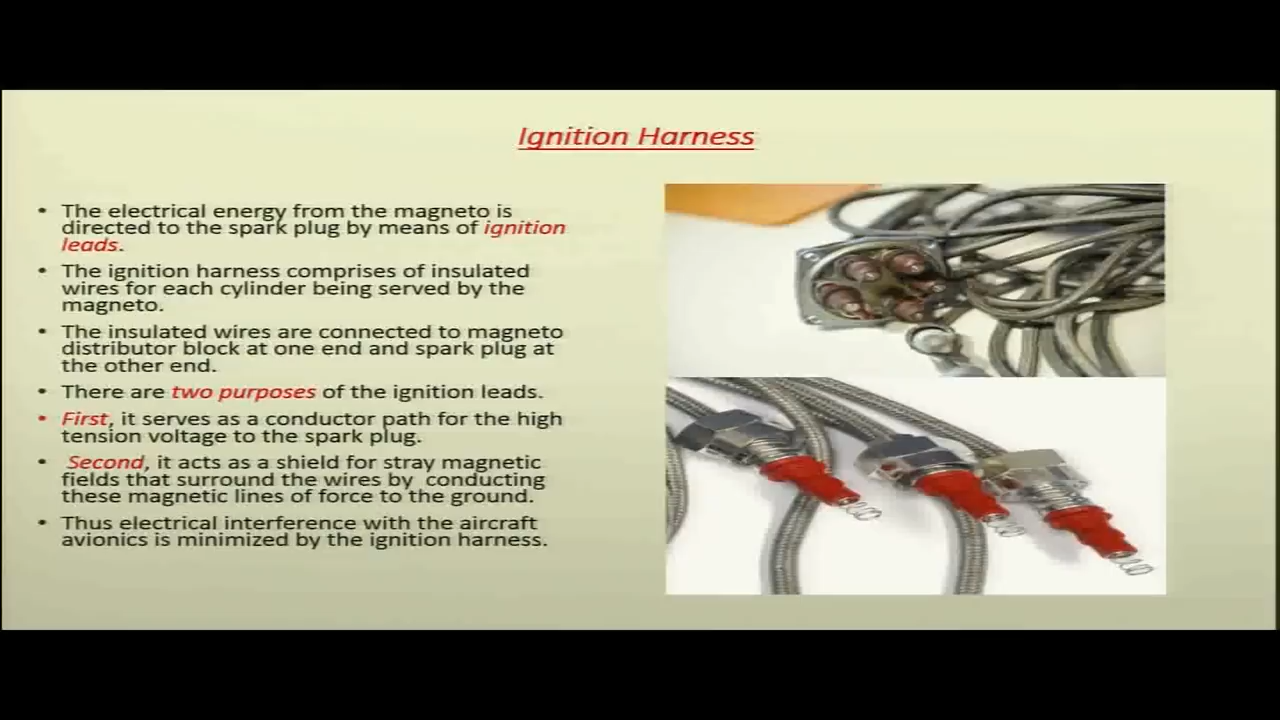 Ignition Harness
• The electrical energy from the magneto is
directed to the spark plug by means of ignition
leads.
• The ignition harness comprises of insulated
wires for each cylinder being served by the
magneto.
• The insulated wires are connected to magneto
distributor block at one end and spark plug at
the other end.
• There are two purposes of the ignition leads.
• First, it serves as a conductor path for the high
tension voltage to the spark plug.
• Second, it acts as a shield for stray magnetic
fields that surround the wires by conducting
these magnetic lines of force to the ground.
• Thus electrical interference with the aircraft
avionics is minimized by the ignition harness.